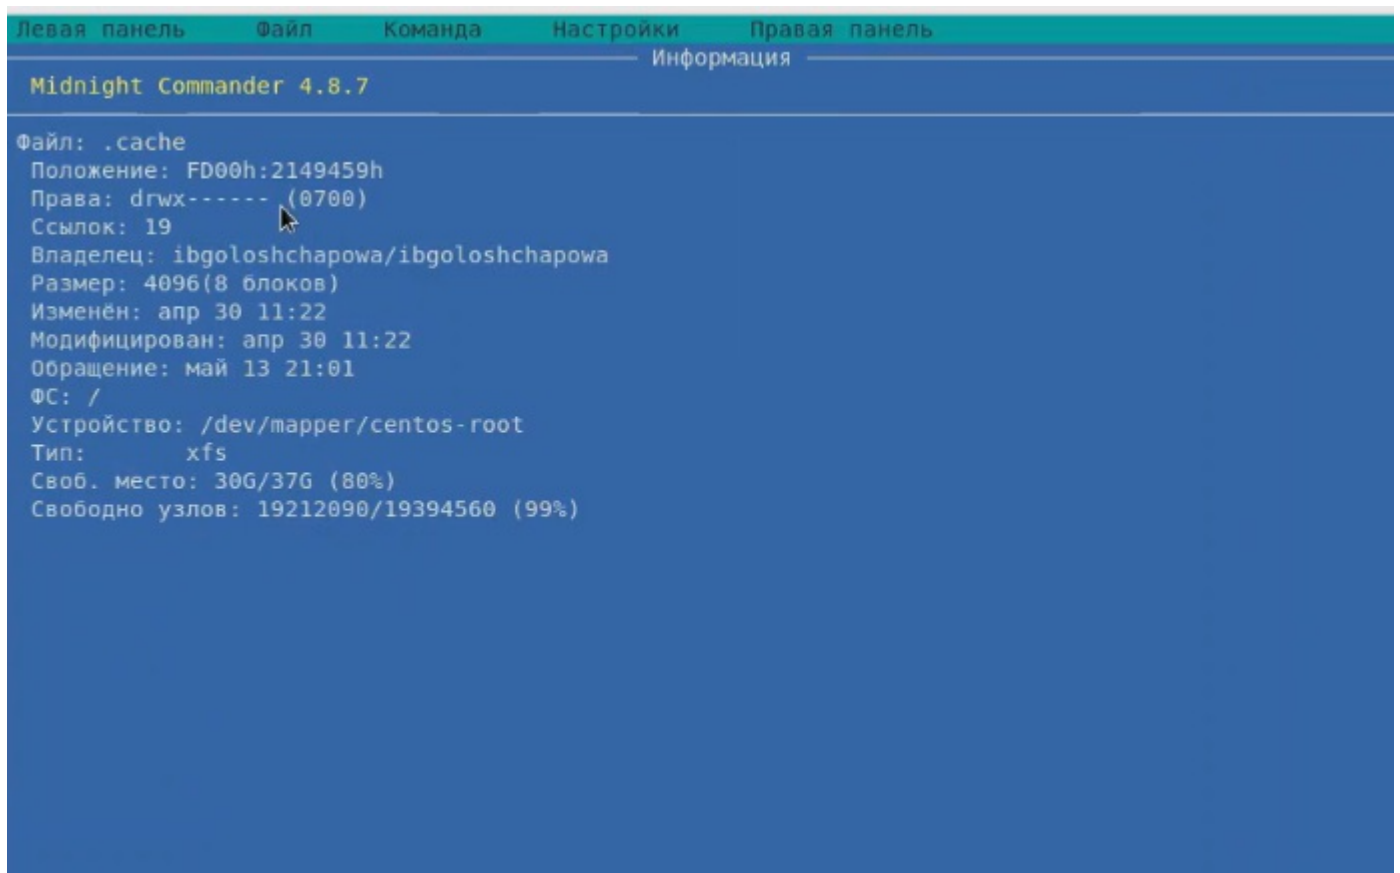 Левая панель Файл Команда Настройки Правая панель
Информация
Midnight Commander 4.8.7
Файл: .cache
Положение: FD00h:2149459h
Права: drwx------ (0700)
Ссылок: 19
Владелец: ibgoloshchapowa/ibgoloshchapowa
Размер: 4096(8 блоков)
Изменён: апр 30 11:22
Модифицирован: апр 30 11:22
Обращение: май 13 21:01
ФС: /
Устройство: /dev/mapper/centos-root
Тип: xfs
Своб. место: 30G/37G (80%)
Свободно узлов: 19212090/19394560 (99%)